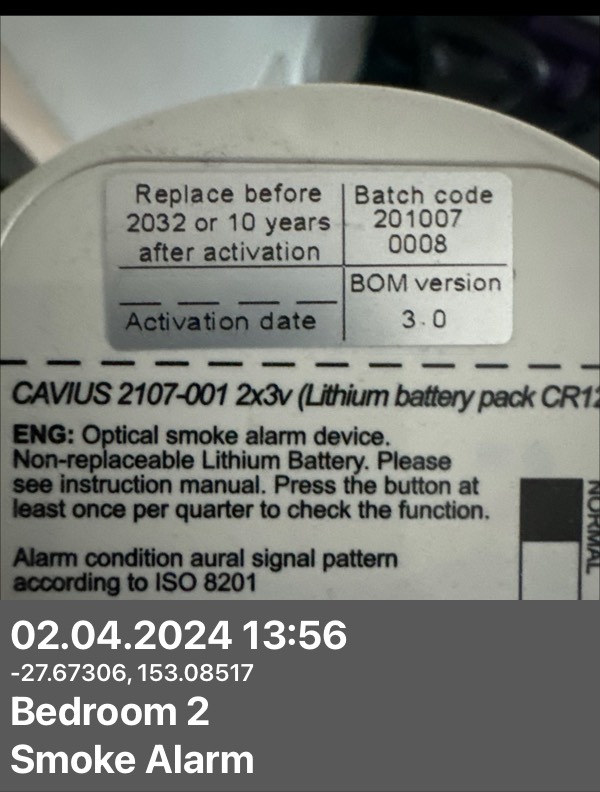 Replace before
2032 or 10 years
after activation
Batch code
201007
0008
BOM version
3.0
Activation date
CAVIUS 2107-001 2x3v (Lithium battery pack CR12
ENG: Optical smoke alarm device.
Non-replaceable Lithium Battery. Please
see instruction manual. Press the button at
least once per quarter to check the function.
NORMAL
Alarm condition aural signal pattern
according to ISO 8201
02.04.2024 13:56
-27.67306, 153.08517
Bedroom 2
Smoke Alarm